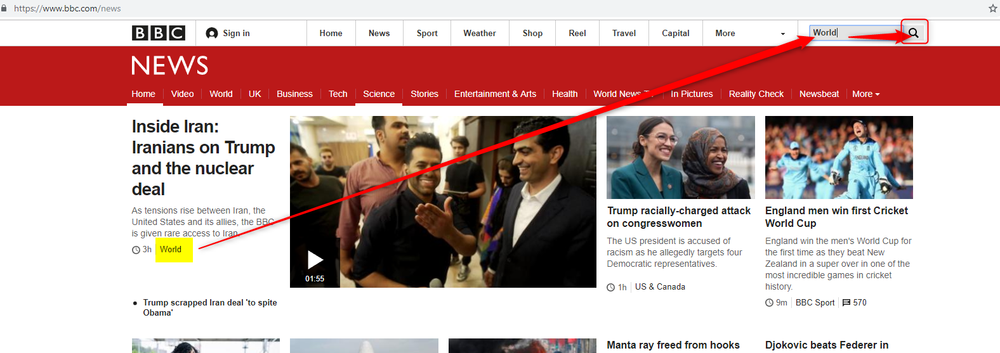 https://www.bbc.com/news
BBC
Sign in
Home
News
Sport
Weather
Shop
Reel
Travel
Capital
More
World
NEWS
Home
Video
World
UK
Business
Tech
Science
Stories
Entertainment & Arts
Health
World News TV
In Pictures
Reality Check
Newsbeat
More
Inside Iran:
Iranians on Trump
and the nuclear
deal
As tensions rise between Iran, the
United States and its allies, the BBC
is given rare access to Iran.
3h
World
Trump scrapped Iran deal 'to spite
Obama'
01:55
Trump racially-charged attack
on congresswomen
The US president is accused of
racism as he allegedly targets four
Democratic representatives.
1h
US & Canada
ENGLAND
England men win first Cricket
World Cup
England win the men's World Cup for
the first time as they beat New
Zealand in a super over in one of the
most incredible games in cricket
history.
9m
BBC Sport
570
Manta ray freed from hooks
Djokovic beats Federer in